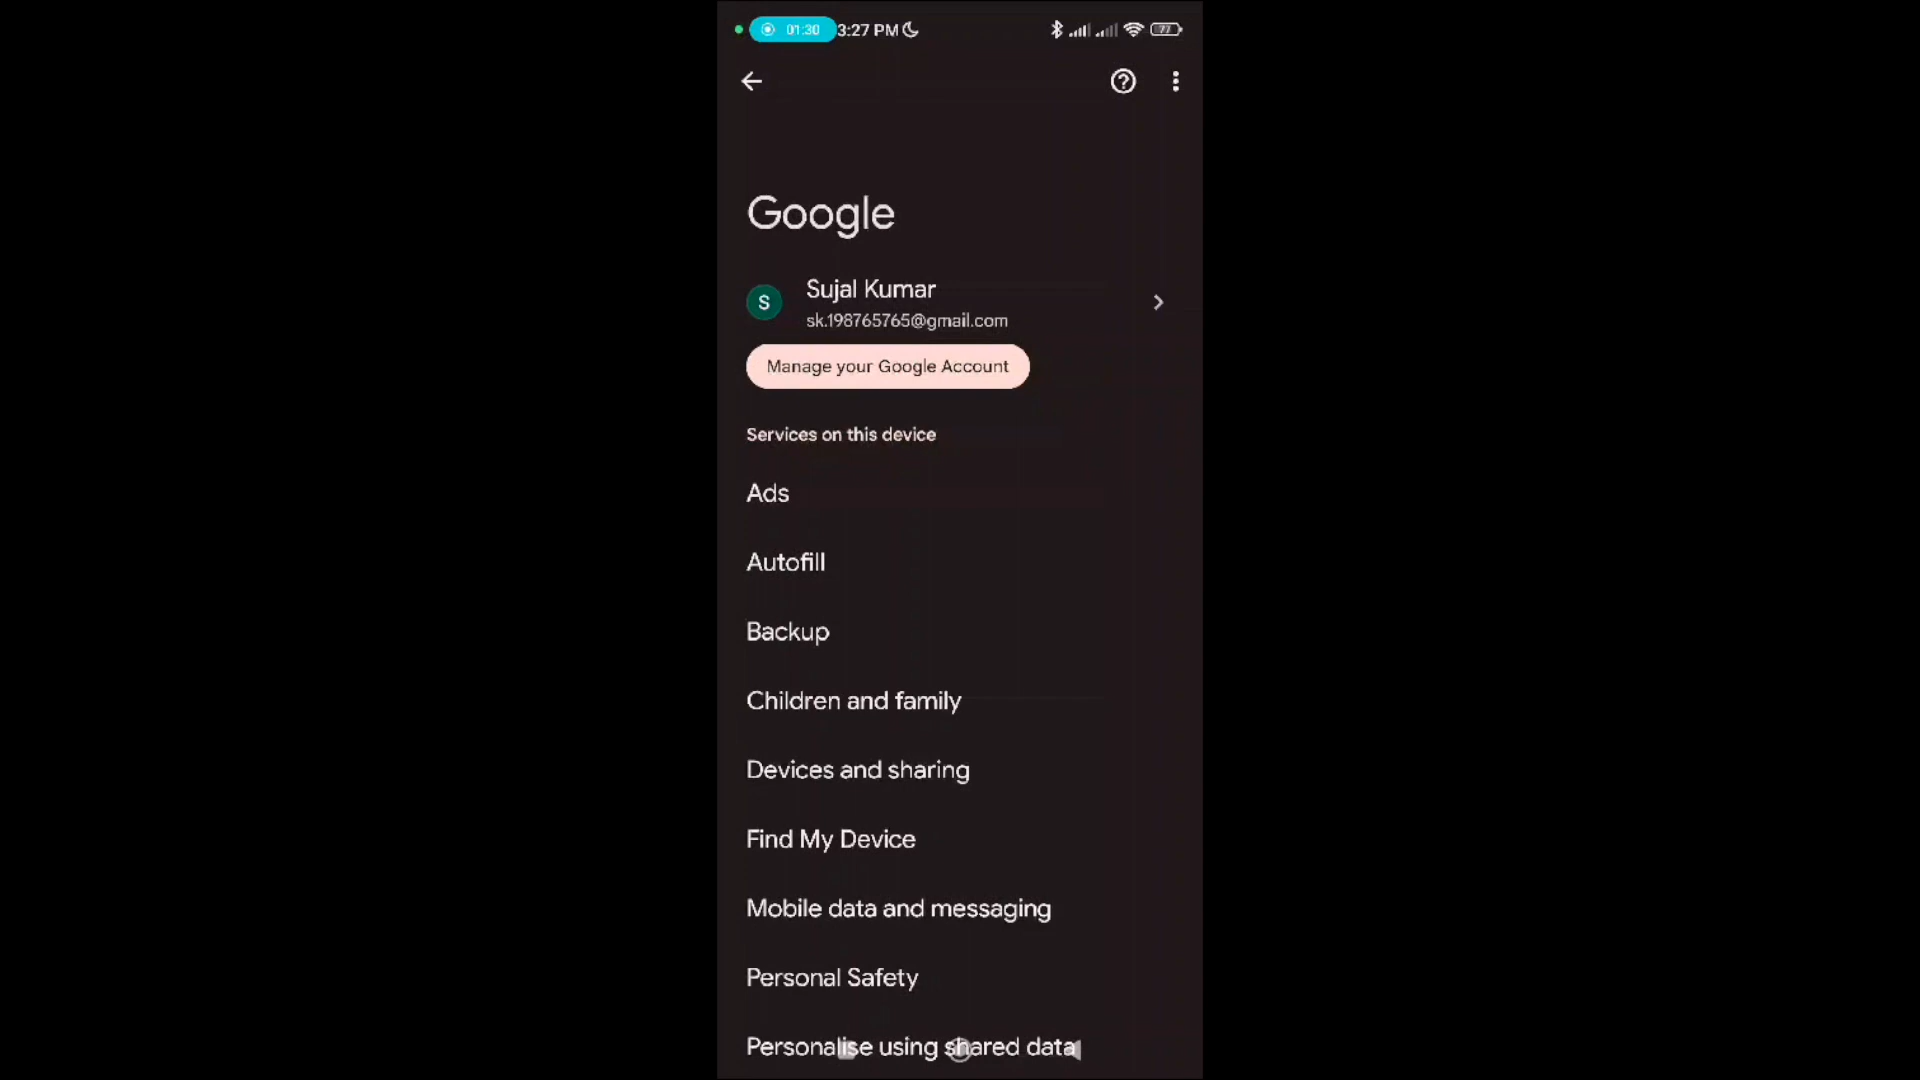 01:30 3:27 PM 77
Google
S
Sujal Kumar
sk.198765765@gmail.com
Manage your Google Account
Services on this device
Ads
Autofill
Backup
Children and family
Devices and sharing
Find My Device
Mobile data and messaging
Personal Safety
Personalise using shared data